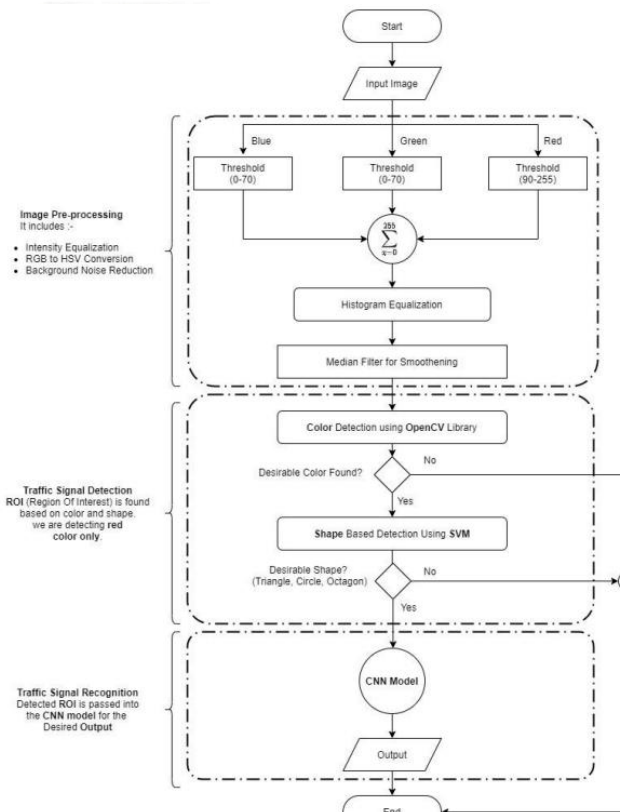 Start
Input Image
Blue
Green
Red
Threshold
(0-70)
Threshold
(0-70)
Threshold
(90-255)
355
∑
x=0
Histogram Equalization
Median Filter for Smoothening
Image Pre-processing
It includes :-
• Intensity Equalization
• RGB to HSV Conversion
• Background Noise Reduction
Color Detection using OpenCV Library
Desirable Color Found?
No
Yes
Shape Based Detection Using SVM
Desirable Shape?
(Triangle, Circle, Octagon)
No
Yes
Traffic Signal Detection
ROI (Region Of Interest) is found
based on color and shape.
we are detecting red
color only.
CNN Model
Output
Traffic Signal Recognition
Detected ROI is passed into
the CNN model for the
Desired Output
End